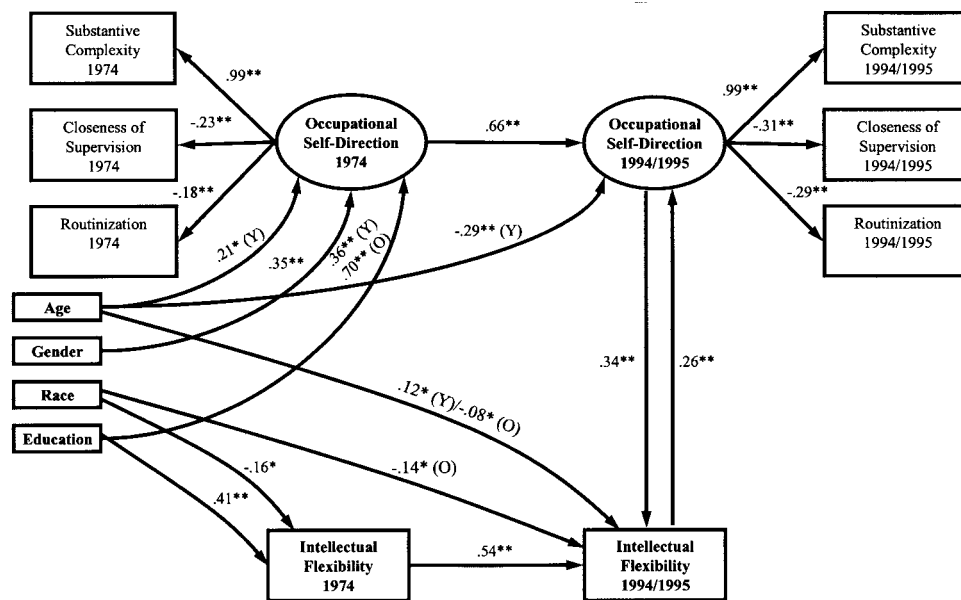 Substantive
Complexity
1974
Closeness of
Supervision
1974
Routinization
1974
.99**
-.23**
-.18**
Occupational
Self-Direction
1974
.66**
Occupational
Self-Direction
1994/1995
.99**
-.31**
-.29**
Substantive
Complexity
1994/1995
Closeness of
Supervision
1994/1995
Routinization
1994/1995
.21* (Y)
.35**
.36** (Y)
.70** (O)
-.29** (Y)
Age
Gender
Race
Education
.12* (Y)/-.08* (O)
.34**
.26**
-.16*
-.14* (O)
.41**
Intellectual
Flexibility
1974
.54**
Intellectual
Flexibility
1994/1995